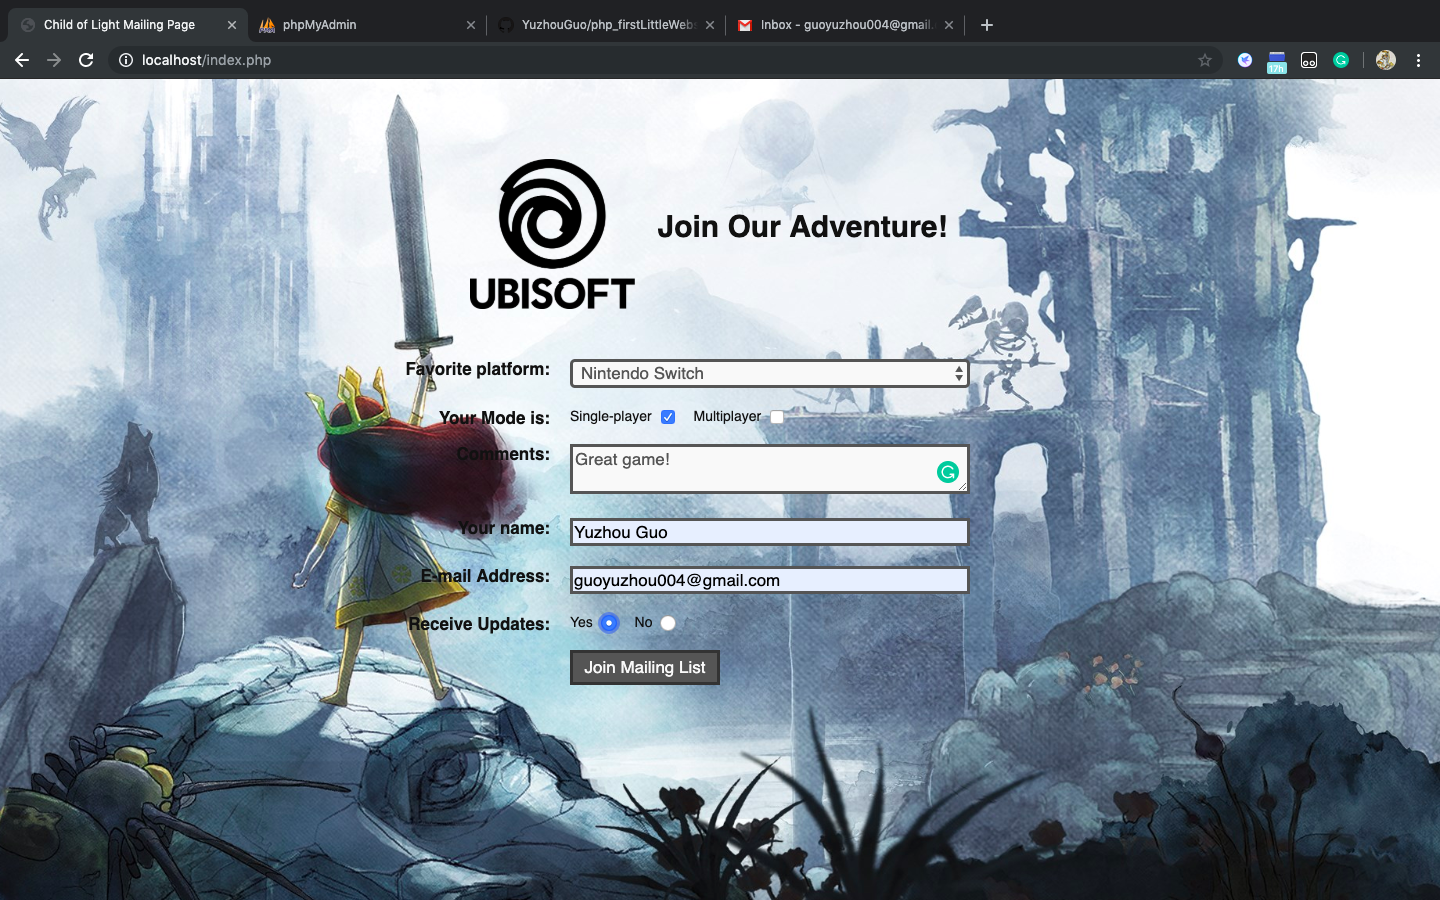 Child of Light Mailing Page
phpMyAdmin
YuzhouGuo/php_firstLittleWebs
Inbox - guoyuzhou004@gmail.
localhost/index.php
17h
UBISOFT
Join Our Adventure!
Favorite platform: Nintendo Switch
Your Mode is: Single-player Multiplayer
Comments: Great game!
Your name: Yuzhou Guo
E-mail Address: guoyuzhou004@gmail.com
Receive Updates: Yes No
Join Mailing List